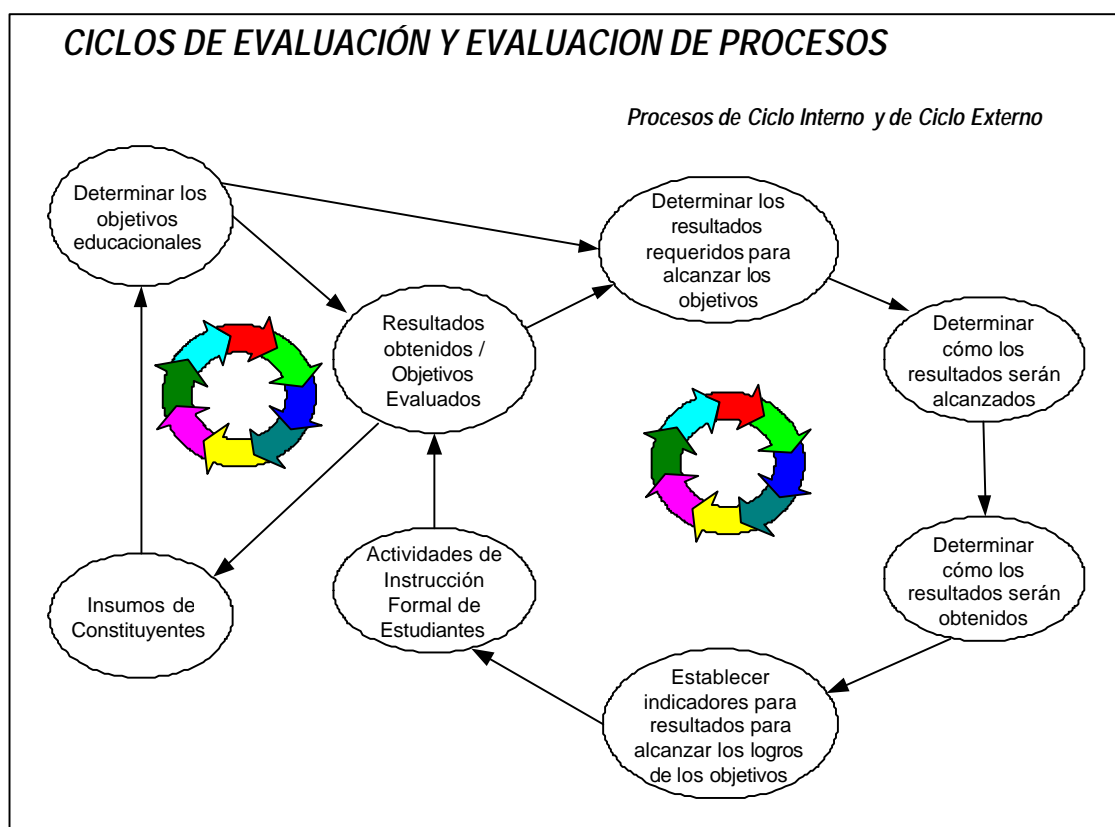 CICLOS DE EVALUACIÓN Y EVALUACION DE PROCESOS
Procesos de Ciclo Interno y de Ciclo Externo
Determinar los
objetivos
educacionales
Determinar los
resultados
requeridos para
alcanzar los
objetivos
Resultados
obtenidos /
Objetivos
Evaluados
Determinar
cómo los
resultados serán
alcanzados
Insumos de
Constituyentes
Actividades de
Instrucción
Formal de
Estudiantes
Determinar
cómo los
resultados serán
obtenidos
Establecer
indicadores para
resultados para
alcanzar los logros
de los objetivos